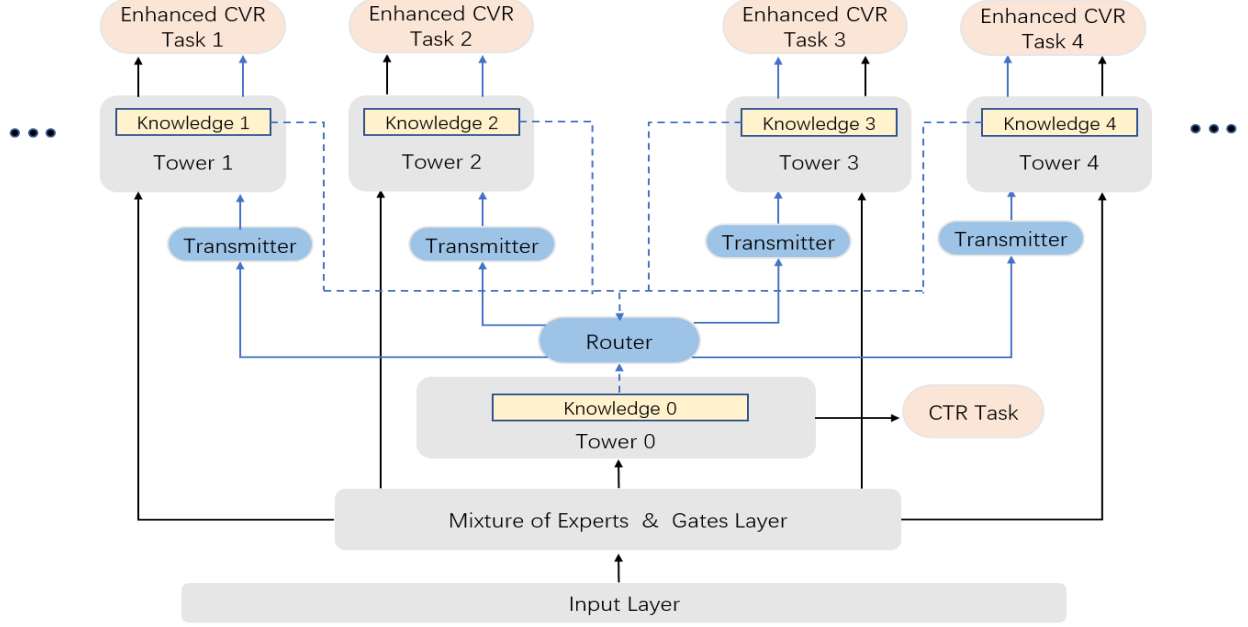 Enhanced CVR
Task 1
Enhanced CVR
Task 2
Enhanced CVR
Task 3
Enhanced CVR
Task 4
Knowledge 1
Knowledge 2
Knowledge 3
Knowledge 4
Tower 1
Tower 2
Tower 3
Tower 4
Transmitter
Transmitter
Transmitter
Transmitter
Router
Knowledge 0
CTR Task
Tower 0
Mixture of Experts & Gates Layer
Input Layer